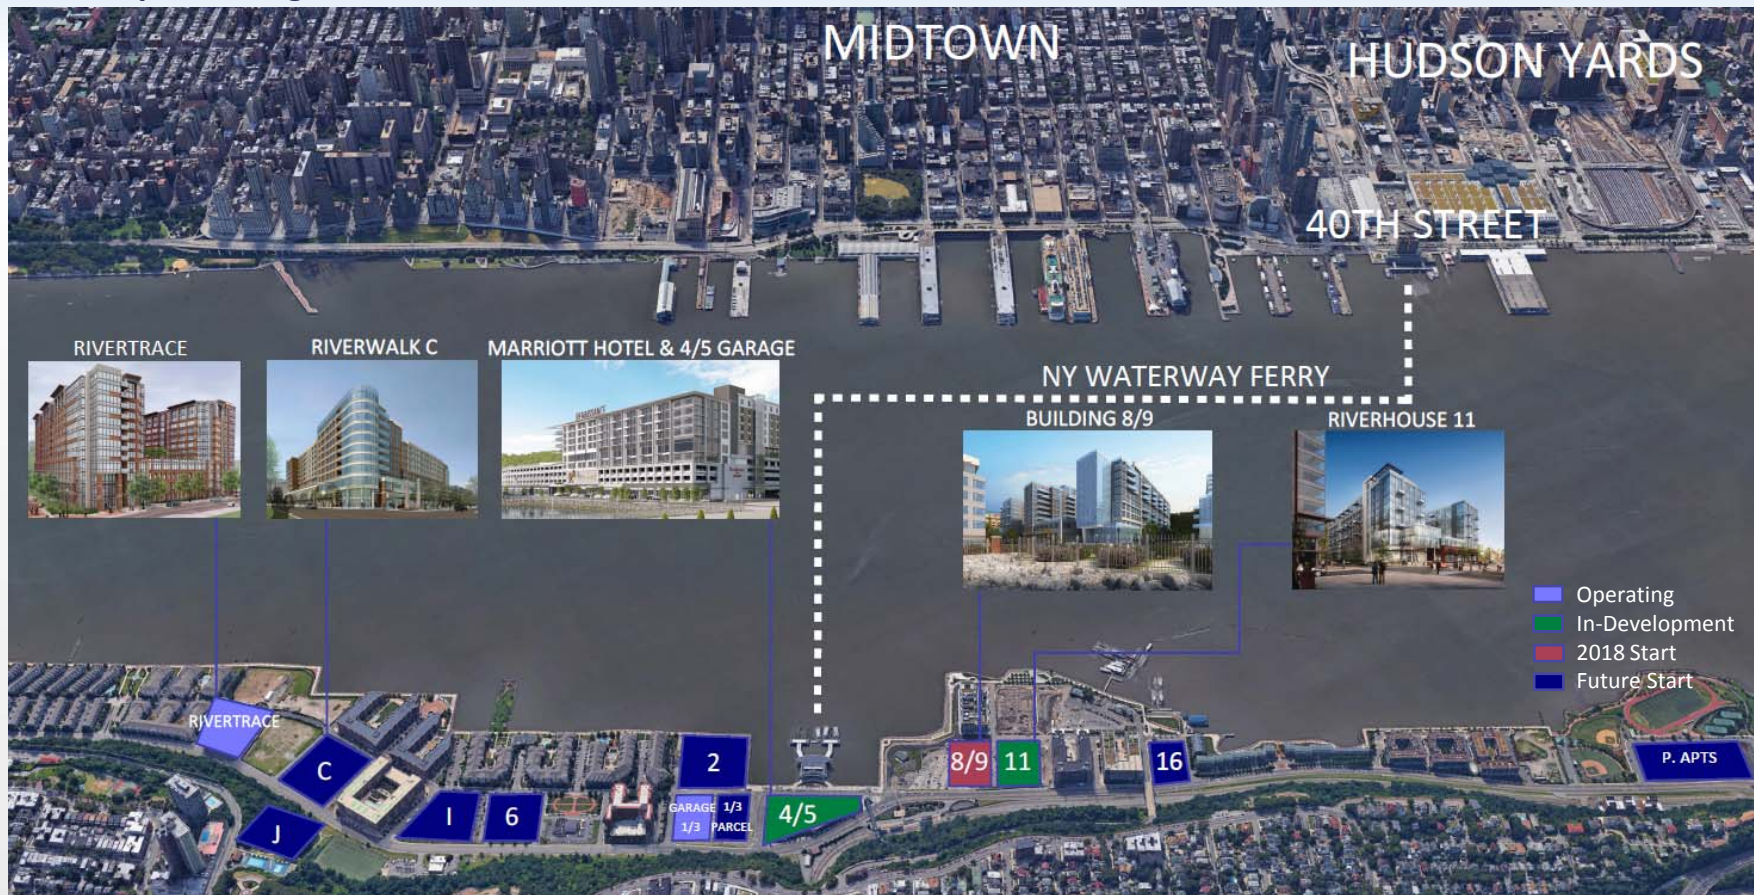 MIDTOWN
HUDSON YARDS
40TH STREET
RIVERTRACE
RIVERWALK C
MARRIOTT HOTEL & 4/5 GARAGE
NY WATERWAY FERRY
BUILDING 8/9
RIVERHOUSE 11
Operating
In-Development
2018 Start
Future Start
RIVERTRACE
C
J
I
6
2
GARAGE
1/3
1/3
PARCEL
4/5
8/9
11
16
P. APTS